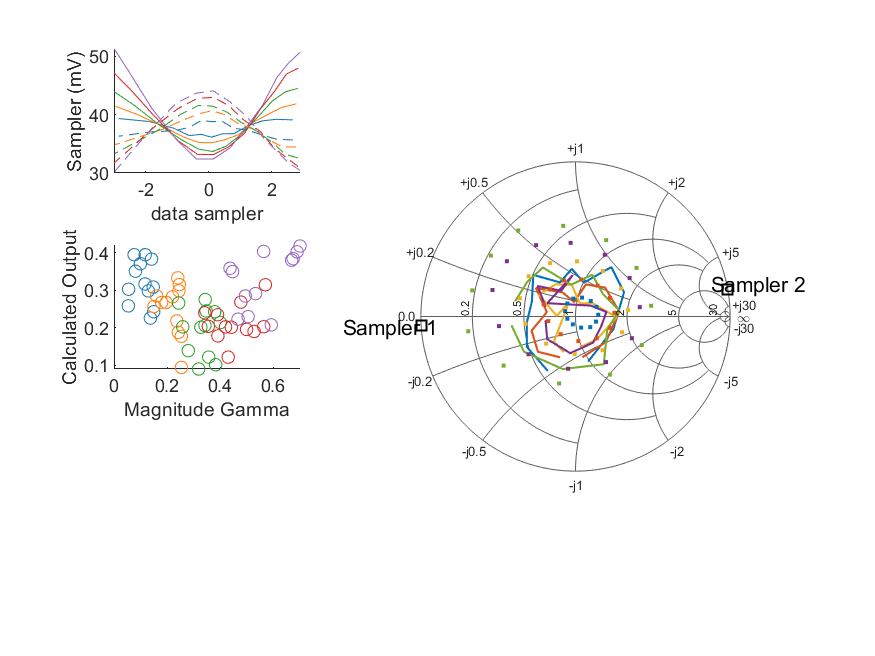 Sampler (mV)
50
40
30
-2
0
2
data sampler
Calculated Output
0.4
0.3
0.2
0.1
0
0.2
0.4
0.6
Magnitude Gamma
+j1
+j0.5
+j2
+j0.2
+j5
Sampler 2
+j30
0.0
0.2
0.5
1
2
5
30
∞
-j30
Sampler 1
-j0.2
-j5
-j0.5
-j2
-j1